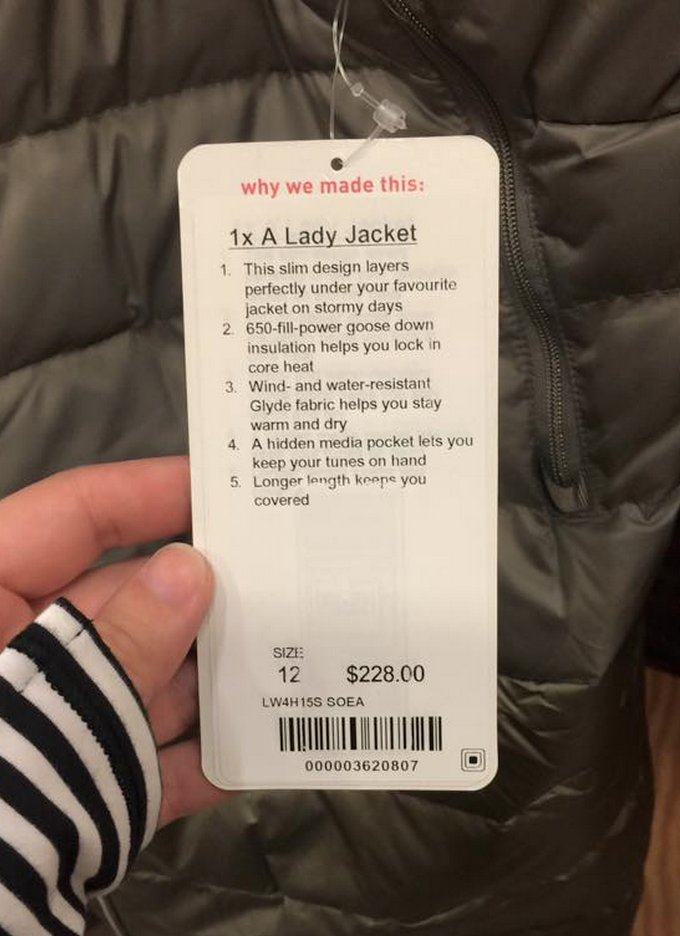 why we made this:
1x A Lady Jacket
1. This slim design layers
perfectly under your favourite
jacket on stormy days
2. 650-fill-power goose down
insulation helps you lock in
core heat
3. Wind- and water-resistant
Glyde fabric helps you stay
warm and dry
4. A hidden media pocket lets you
keep your tunes on hand
5. Longer length keeps you
covered
SIZE
12 $228.00
LW4H15S SOEA
000003620807